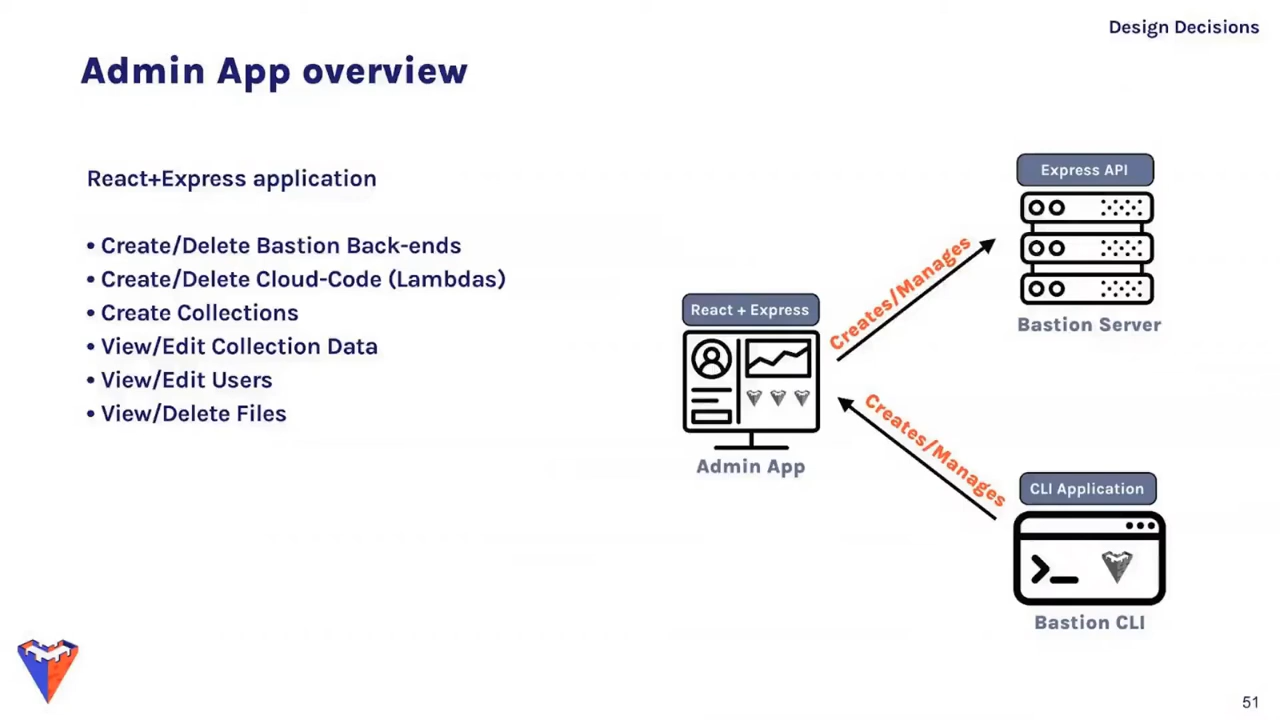 Design Decisions
Admin App overview
React+Express application
• Create/Delete Bastion Back-ends
• Create/Delete Cloud-Code (Lambdas)
• Create Collections
• View/Edit Collection Data
• View/Edit Users
• View/Delete Files
Express API
Bastion Server
Creates/Manages
React + Express
Admin App
Creates/Manages
CLI Application
>_
Bastion CLI
51